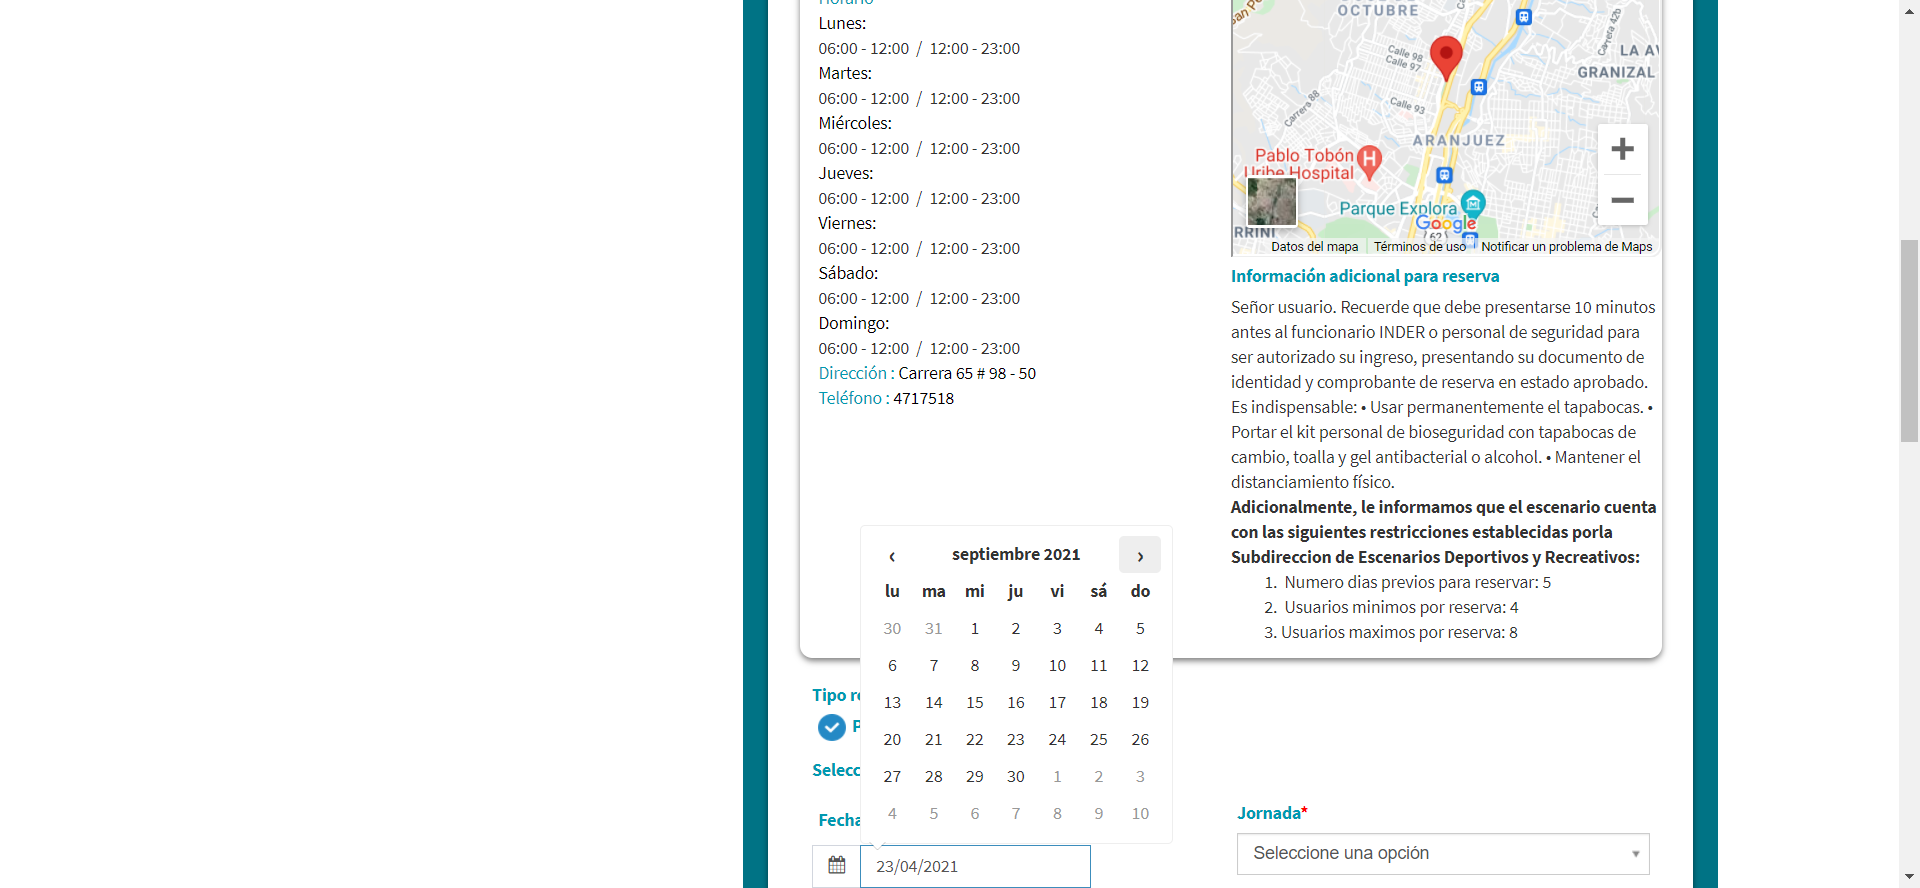 Horario
Lunes:
06:00 - 12:00 / 12:00 - 23:00
Martes:
06:00 - 12:00 / 12:00 - 23:00
Miércoles:
06:00 - 12:00 / 12:00 - 23:00
Jueves:
06:00 - 12:00 / 12:00 - 23:00
Viernes:
06:00 - 12:00 / 12:00 - 23:00
Sábado:
06:00 - 12:00 / 12:00 - 23:00
Domingo:
06:00 - 12:00 / 12:00 - 23:00
Dirección : Carrera 65 # 98 - 50
Teléfono : 4717518
OCTUBRE
Carrera 42b
Calle 98
Calle 97
LA AV
GRANIZAL
Carrera 88
Calle 93
ARANJUEZ
Pablo Tobón
Uribe Hospital
Parque Explora
Google
RRINI
62
Datos del mapa
Términos de uso
Notificar un problema de Maps
Información adicional para reserva
Señor usuario. Recuerde que debe presentarse 10 minutos
antes al funcionario INDER o personal de seguridad para
ser autorizado su ingreso, presentando su documento de
identidad y comprobante de reserva en estado aprobado.
Es indispensable: • Usar permanentemente el tapabocas. •
Portar el kit personal de bioseguridad con tapabocas de
cambio, toalla y gel antibacterial o alcohol. • Mantener el
distanciamiento físico.
Adicionalmente, le informamos que el escenario cuenta
con las siguientes restricciones establecidas porla
Subdireccion de Escenarios Deportivos y Recreativos:
1. Numero dias previos para reservar: 5
2. Usuarios minimos por reserva: 4
3. Usuarios maximos por reserva: 8
‹ septiembre 2021 ›
lu ma mi ju vi sá do
30 31 1 2 3 4 5
6 7 8 9 10 11 12
13 14 15 16 17 18 19
20 21 22 23 24 25 26
27 28 29 30 1 2 3
4 5 6 7 8 9 10
Tipo
Fecha
23/04/2021
Jornada*
Seleccione una opción